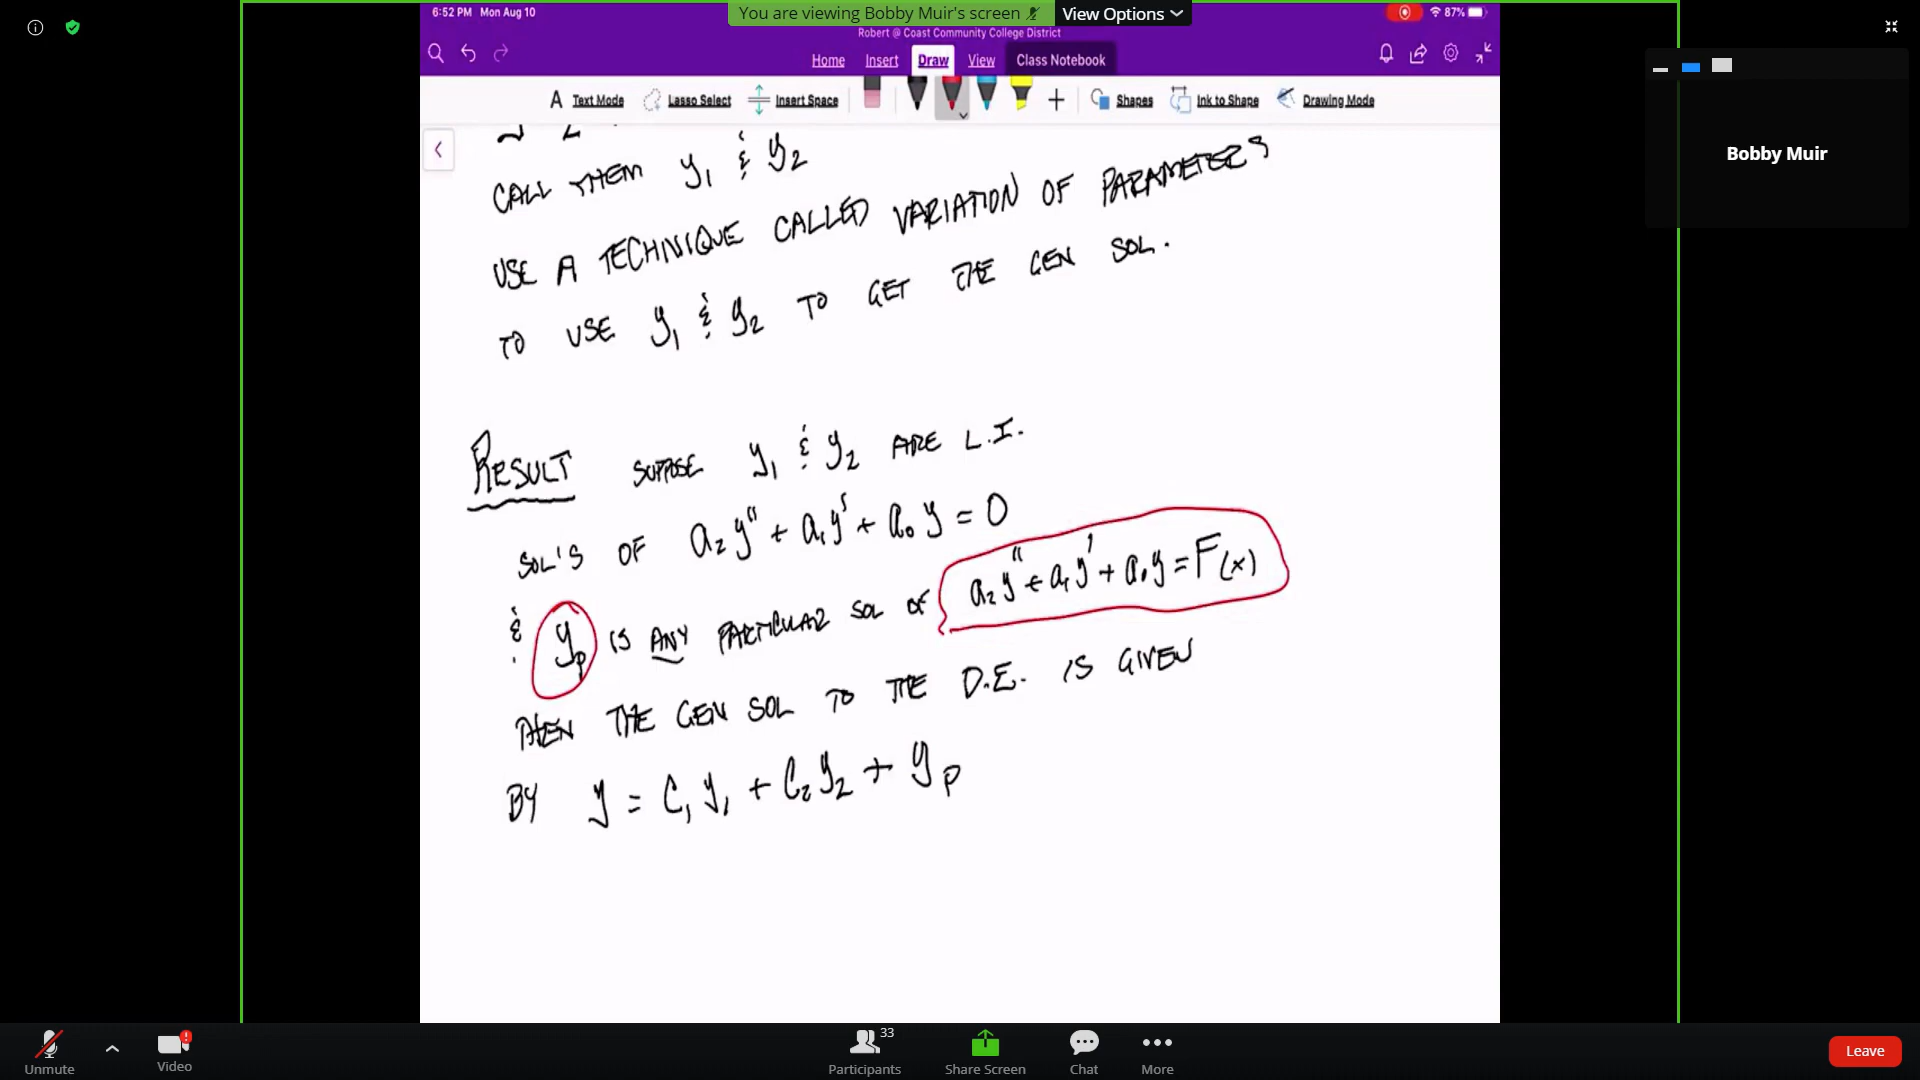 6:52 PM Mon Aug 10
You are viewing Bobby Muir's screen
View Options
87%
Robert @ Coast Community College District
Home Insert Draw View Class Notebook
Text Mode Lasso Select Insert Space Shapes Ink to Shape Drawing Mode
Bobby Muir
CALL THEM y₁ & y₂
USE A TECHNIQUE CALLED VARIATION OF PARAMETERS
TO USE y₁ & y₂ TO GET THE GEN SOL.
RESULT SUPPOSE y₁ & y₂ ARE L.I.
SOL'S OF a₂y" + a₁y' + a₀y = 0
& yₚ IS ANY PARTICULAR SOL OF a₂y" + a₁y' + a₀y = F(x)
THEN THE GEN SOL TO THE D.E. IS GIVEN
BY y = C₁y₁ + C₂y₂ + yₚ
Unmute
Video
33
Participants
Share Screen
Chat
More
Leave